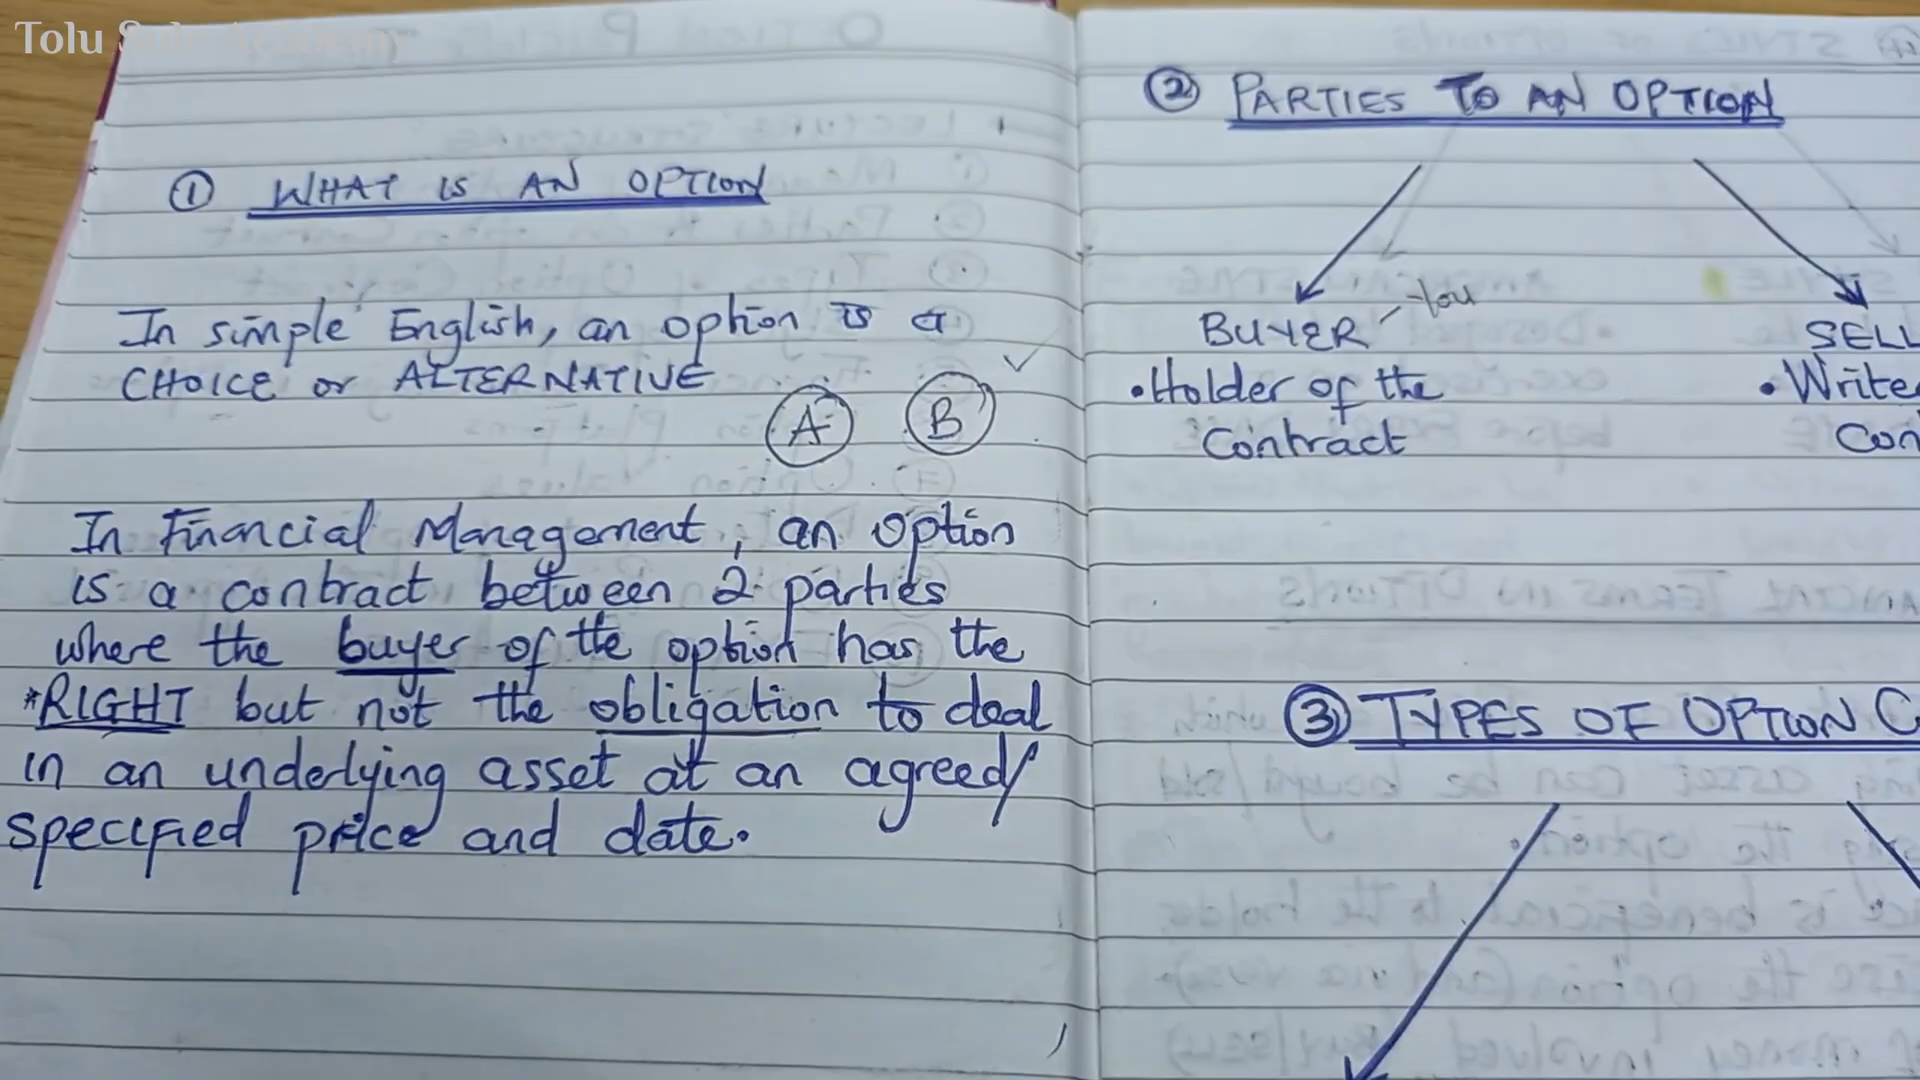 Tolu
① WHAT IS AN OPTION
In simple English, an option is a
CHOICE or ALTERNATIVE
A B
In Financial Management, an option
is a contract between 2 parties
where the buyer of the option has the
*RIGHT but not the obligation to deal
in an underlying asset at an agreed/
specified price and date.
② PARTIES TO AN OPTION
BUYER - You
• Holder of the
Contract
SELL
• Write
Con
③ TYPES OF OPTION C